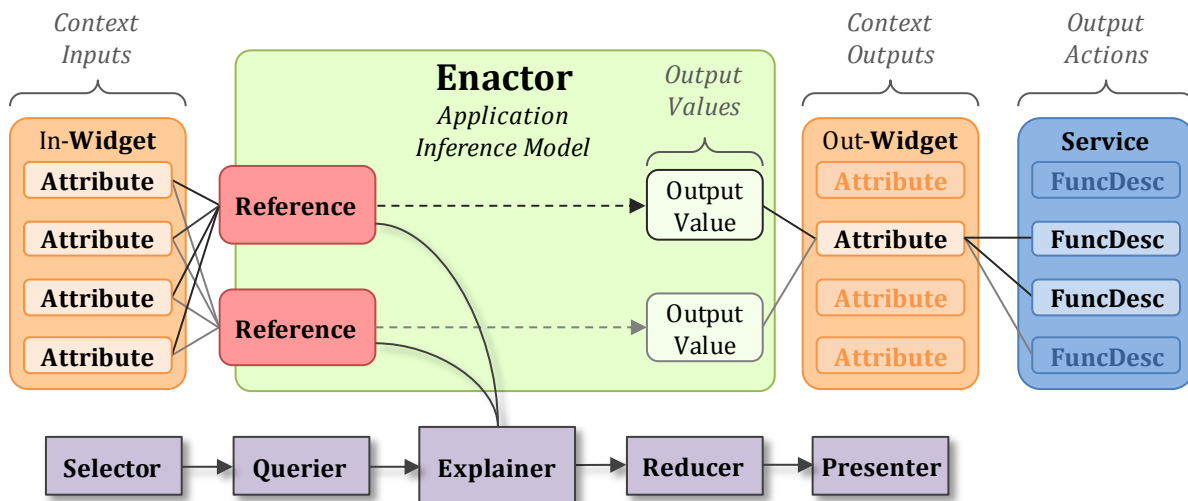 Context
Inputs
Enactor
Application
Inference Model
Output
Values
Context
Outputs
Output
Actions
In-Widget
Attribute
Attribute
Attribute
Attribute
Reference
Reference
Output
Value
Output
Value
Out-Widget
Attribute
Attribute
Attribute
Attribute
Service
FuncDesc
FuncDesc
FuncDesc
FuncDesc
Selector
Querier
Explainer
Reducer
Presenter